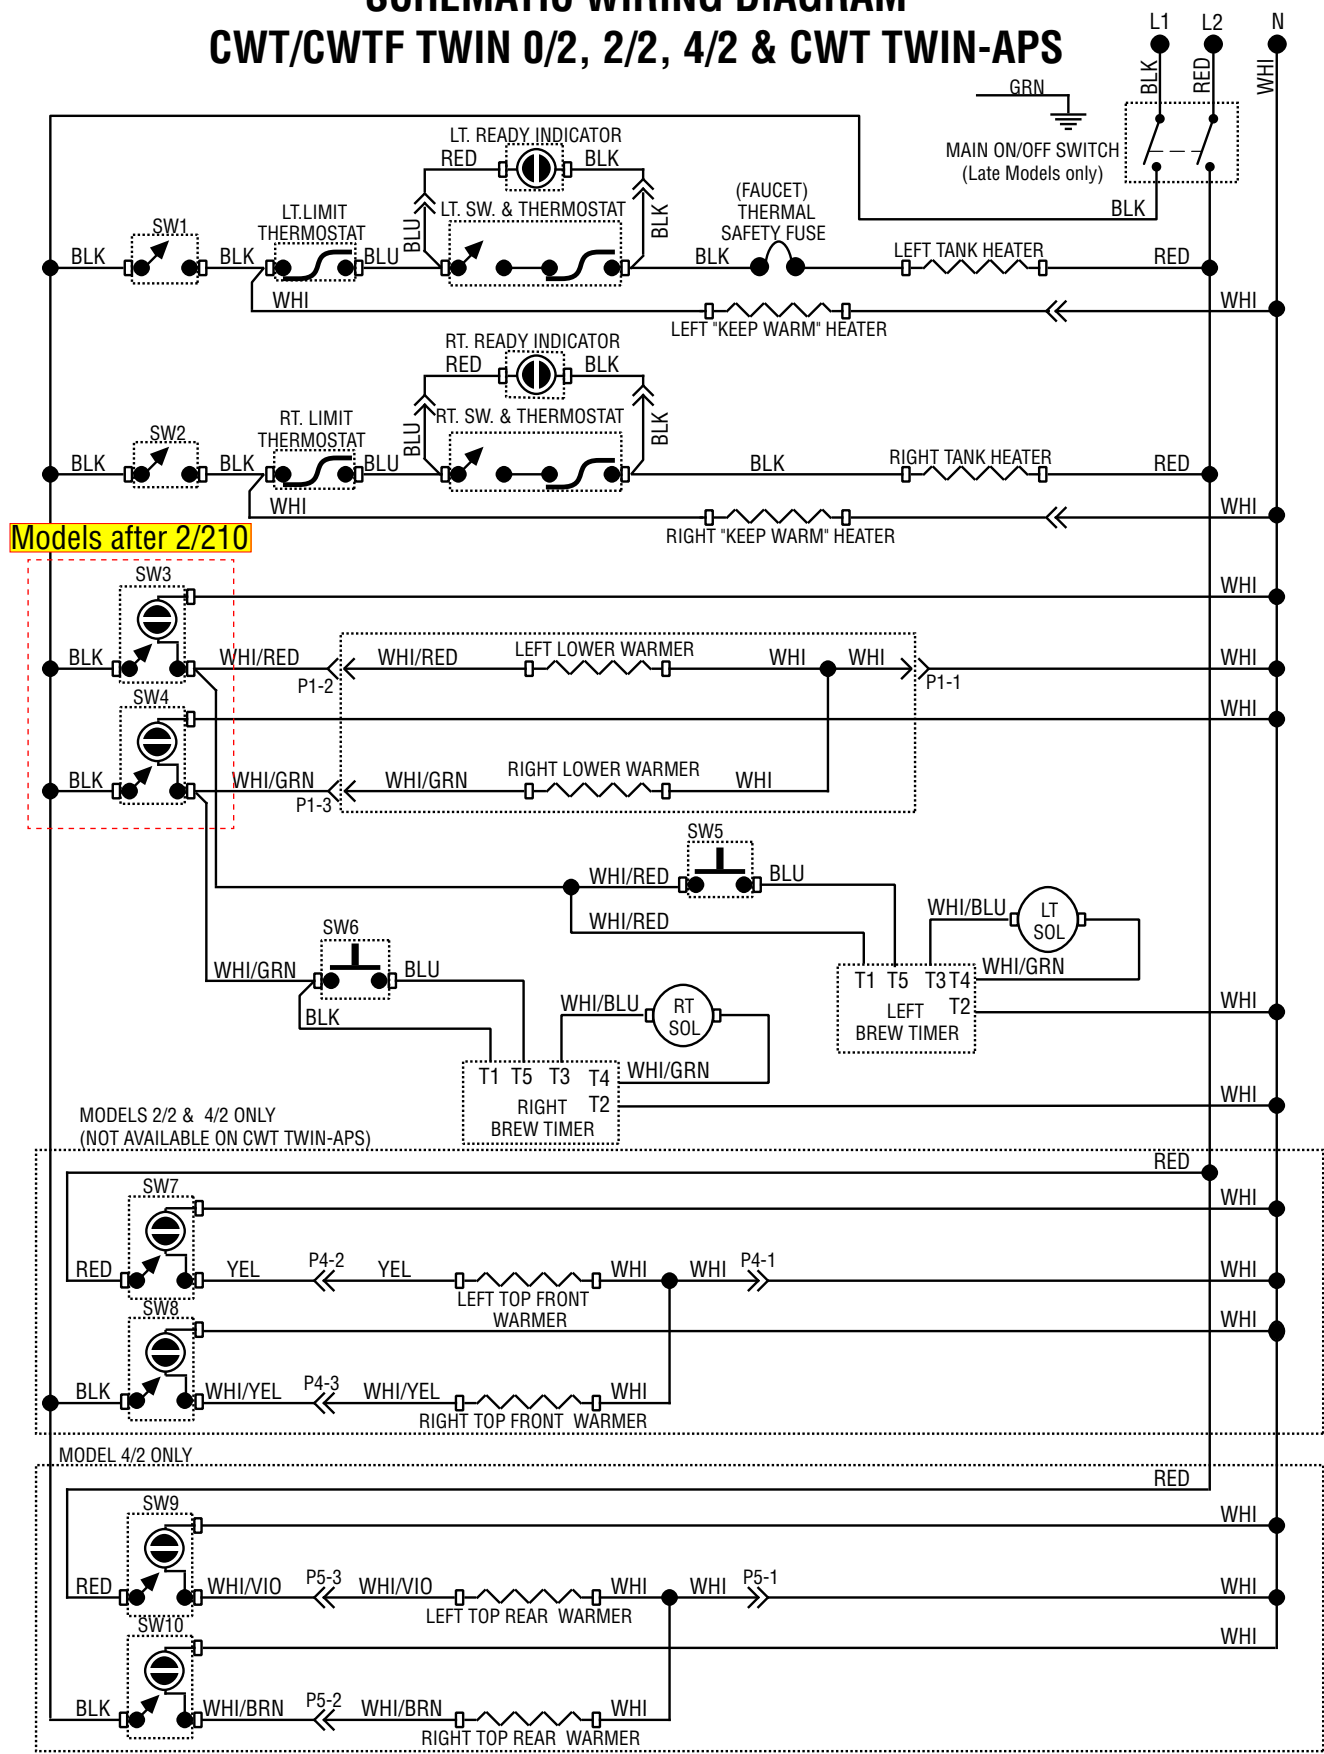 SCHEMATIC WIRING DIAGRAM
CWT/CWTF TWIN 0/2, 2/2, 4/2 & CWT TWIN-APS
L1 L2 N
BLK RED WHI
GRN
MAIN ON/OFF SWITCH
(Late Models only)
BLK
LT. READY INDICATOR
RED BLK
BLU LT. SW. & THERMOSTAT BLK
(FAUCET)
THERMAL
SAFETY FUSE
SW1
LT.LIMIT
THERMOSTAT
BLK BLK BLU BLK LEFT TANK HEATER RED
WHI WHI
LEFT "KEEP WARM" HEATER
RT. READY INDICATOR
RED BLK
BLU RT. SW. & THERMOSTAT BLK
SW2
RT. LIMIT
THERMOSTAT
BLK BLK BLU BLK RIGHT TANK HEATER RED
WHI WHI
RIGHT "KEEP WARM" HEATER
Models after 2/210
SW3
WHI
BLK WHI/RED P1-2 WHI/RED LEFT LOWER WARMER WHI WHI P1-1 WHI
SW4
WHI
BLK WHI/GRN P1-3 WHI/GRN RIGHT LOWER WARMER WHI
SW5
WHI/RED BLU
WHI/RED
WHI/BLU LT
SOL
WHI/GRN
T1 T5 T3 T4
LEFT T2 WHI
BREW TIMER
SW6
WHI/GRN BLU
BLK
WHI/BLU RT
SOL
T1 T5 T3 T4 WHI/GRN
RIGHT T2 WHI
BREW TIMER
MODELS 2/2 & 4/2 ONLY
(NOT AVAILABLE ON CWT TWIN-APS)
RED
SW7
WHI
RED YEL P4-2 YEL WHI WHI P4-1 WHI
LEFT TOP FRONT
WARMER
SW8
WHI
BLK WHI/YEL P4-3 WHI/YEL WHI
RIGHT TOP FRONT WARMER
MODEL 4/2 ONLY
RED
SW9
WHI
RED WHI/VIO P5-3 WHI/VIO WHI WHI P5-1 WHI
LEFT TOP REAR WARMER
SW10
WHI
BLK WHI/BRN P5-2 WHI/BRN WHI
RIGHT TOP REAR WARMER